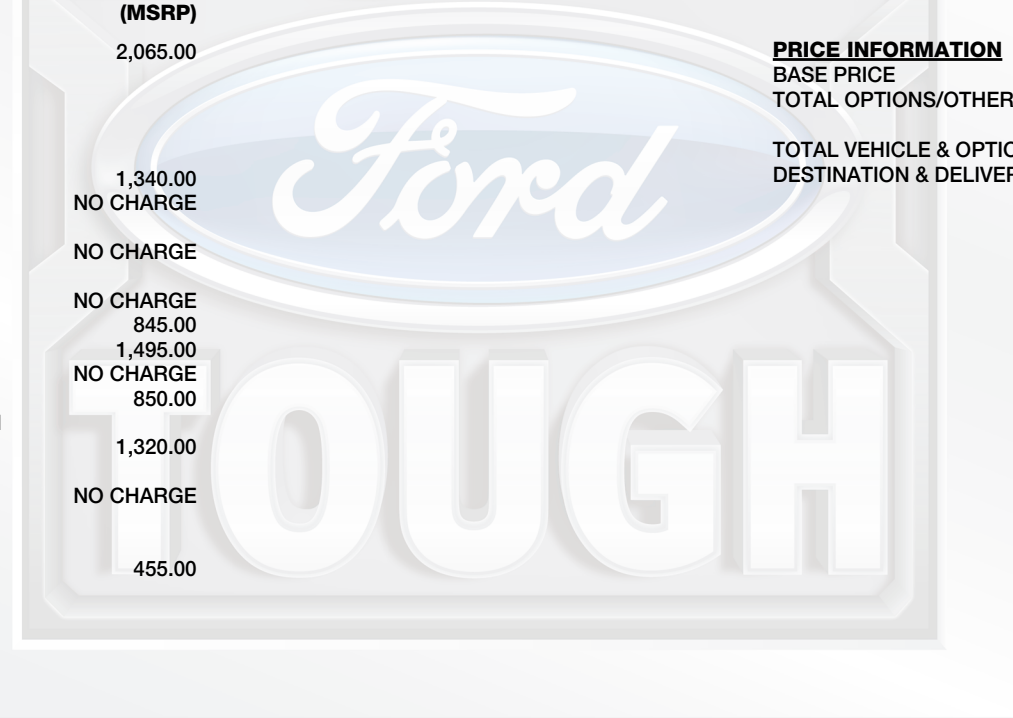 (MSRP)
2,065.00
1,340.00
NO CHARGE
NO CHARGE
NO CHARGE
845.00
1,495.00
NO CHARGE
850.00
1,320.00
NO CHARGE
455.00
PRICE INFORMATION
BASE PRICE
TOTAL OPTIONS/OTHER
TOTAL VEHICLE & OPTIO
DESTINATION & DELIVER
Ford
TOUGH